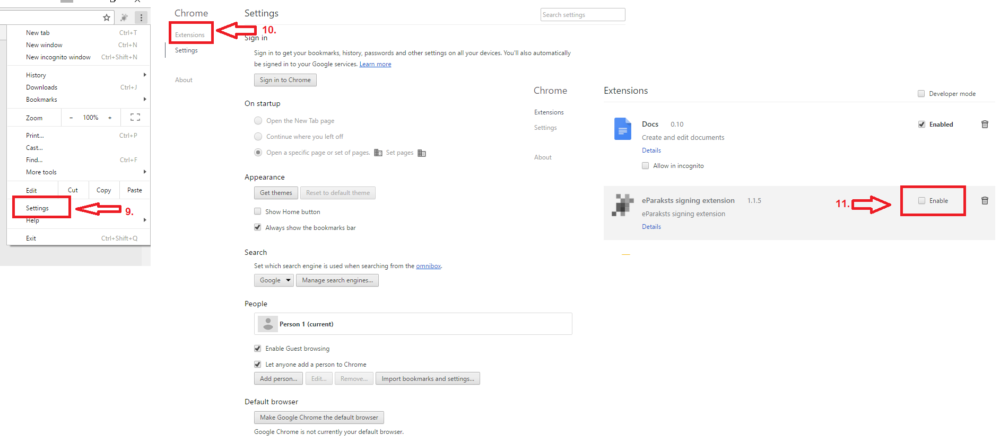 New tab Ctrl+T
New window Ctrl+N
New incognito window Ctrl+Shift+N
History
Downloads Ctrl+J
Bookmarks
Zoom - 100% +
Print... Ctrl+P
Cast...
Find... Ctrl+F
More tools
Edit Cut Copy Paste
Settings
9.
Help
Exit Ctrl+Shift+Q
Chrome
Extensions
10.
Settings
About
Settings
Search settings
Sign in
Sign in to get your bookmarks, history, passwords and other settings on all your devices. You'll also automatically
be signed in to your Google services. Learn more
Sign in to Chrome
On startup
Open the New Tab page
Continue where you left off
Open a specific page or set of pages. Set pages
Appearance
Get themes Reset to default theme
Show Home button
Always show the bookmarks bar
Search
Set which search engine is used when searching from the omnibox.
Google Manage search engines...
People
Person 1 (current)
Enable Guest browsing
Let anyone add a person to Chrome
Add person... Edit... Remove... Import bookmarks and settings...
Default browser
Make Google Chrome the default browser
Google Chrome is not currently your default browser.
Chrome
Extensions
Settings
About
Extensions
Developer mode
Docs 0.10
Enabled
Create and edit documents
Details
Allow in incognito
eParaksts signing extension 1.1.5
11.
Enable
eParaksts signing extension
Details